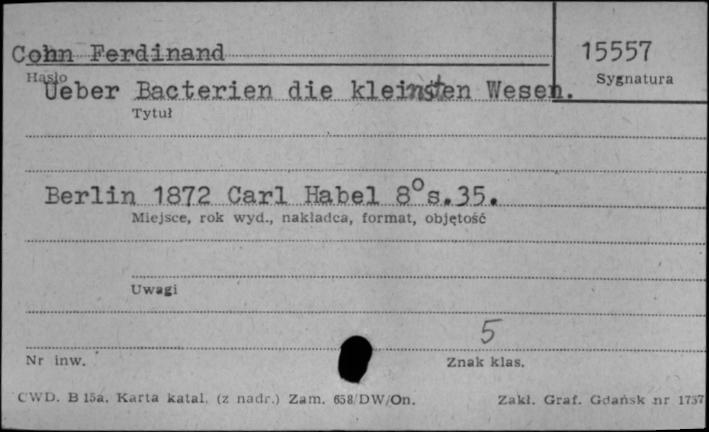 Cohn Ferdinand
15557
Hasło
Sygnatura
Ueber Bacterien die kleinsten Wesen.
Tytuł
Berlin 1872 Carl Habel 8° s.35.
Miejsce, rok wyd., nakładca, format, objętość
Uwagi
5
Nr inw.
Znak klas.
CWD. B 15a. Karta katal. (z nadr.) Zam. 658/DW/On.
Zakł. Graf. Gdańsk nr 1757